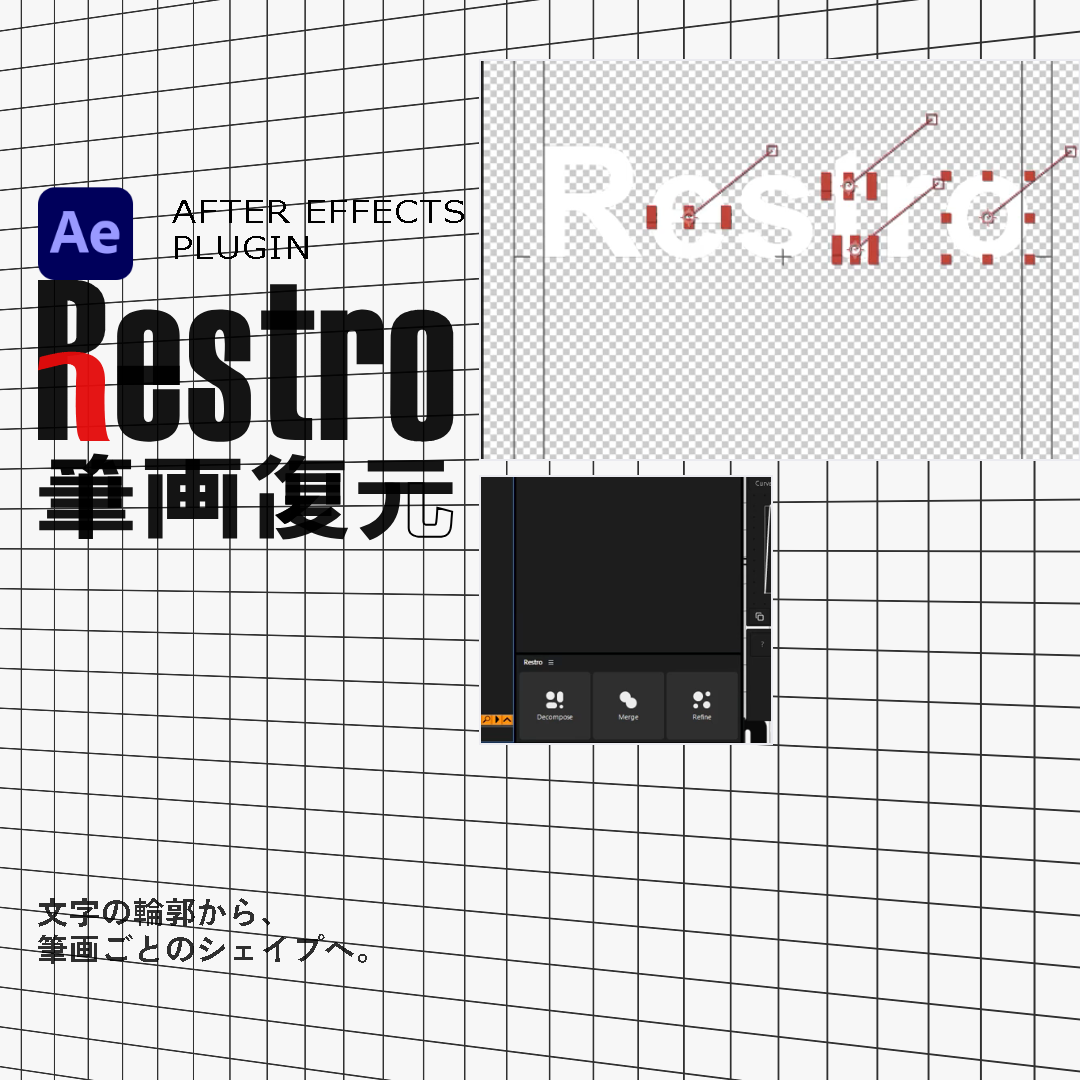 Ae
AFTER EFFECTS
PLUGIN
Restro
筆画復元
文字の輪郭から、
筆画ごとのシェイプへ。
Restro
Restro
Decompose
Merge
Refine
?